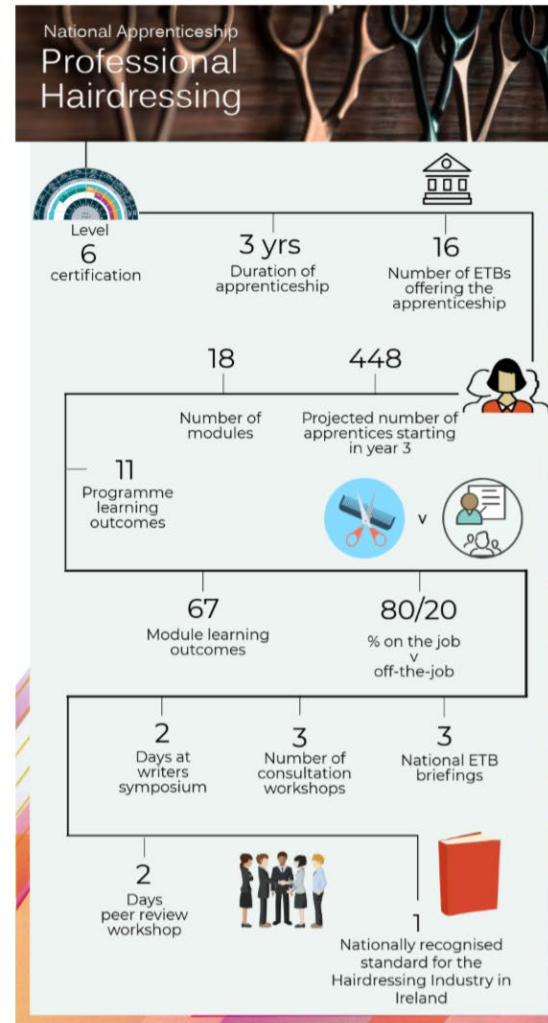 National Apprenticeship
Professional
Hairdressing
Level
6
certification
3 yrs
Duration of
apprenticeship
16
Number of ETBs
offering the
apprenticeship
18
Number of
modules
448
Projected number of
apprentices starting
in year 3
11
Programme
learning
outcomes
v
67
Module learning
outcomes
80/20
% on the job
v
off-the-job
2
Days at
writers
symposium
3
Number of
consultation
workshops
3
National ETB
briefings
2
Days
peer review
workshop
1
Nationally recognised
standard for the
Hairdressing Industry in
Ireland